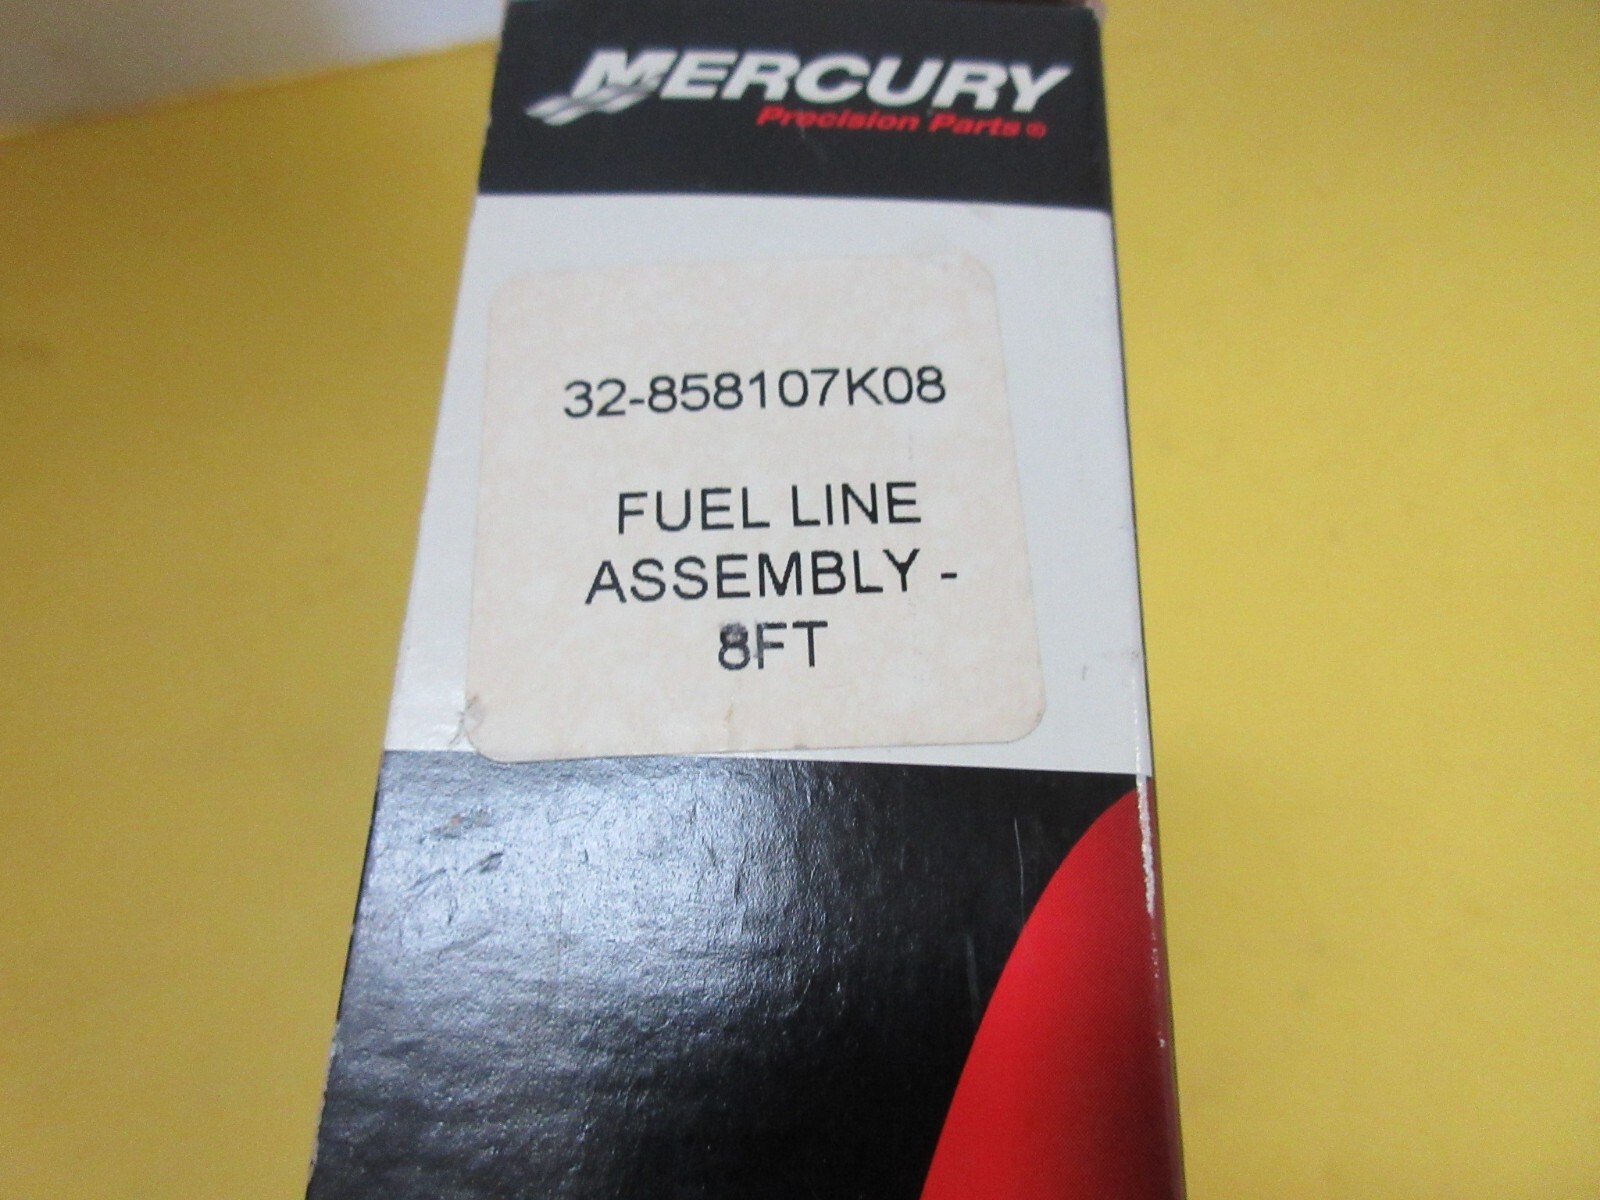 MERCURY
Precision Parts®
32-858107K08
FUEL LINE
ASSEMBLY -
8FT